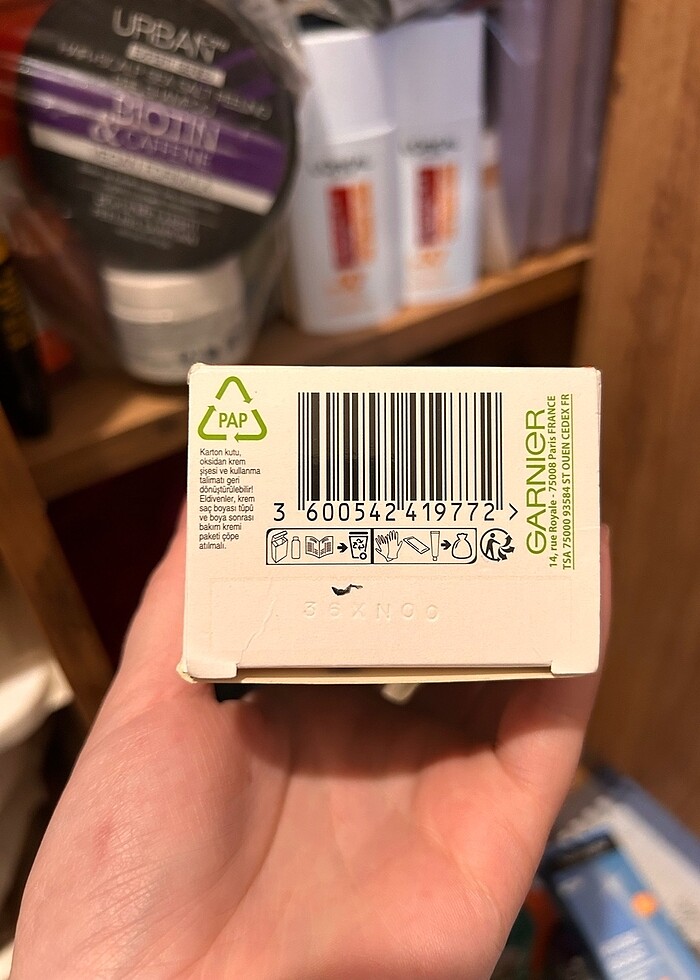 URBAN
BIOTIN
& CAFFEINE
PAP
Karton kutu,
oksidan krem
şişesi ve kullanma
talimatı geri
dönüştürülebilir!
Eldivenler, krem
saç boyası tüpü
ve boya sonrası
bakım kremi
paketi çöpe
atılmalı.
3 600542 419772 >
GARNIER
14, rue Royale - 75008 Paris FRANCE
TSA 75000 93584 ST OUEN CEDEX FR
36XN00